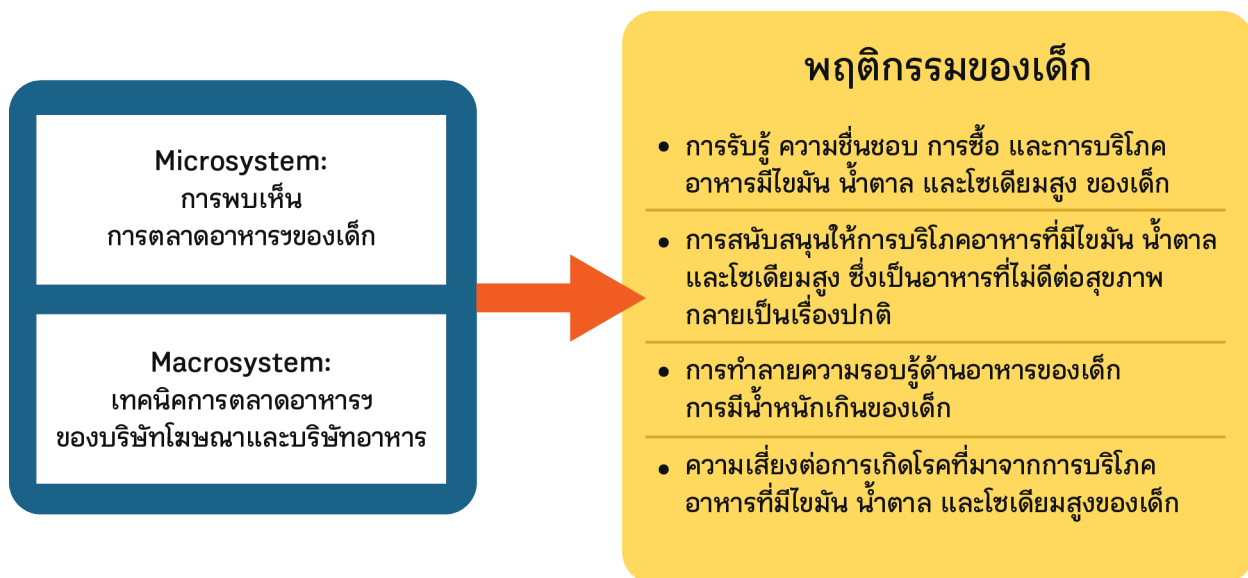 Microsystem:
การพบเห็น
การตลาดอาหารฯของเด็ก
Macrosystem:
เทคนิคการตลาดอาหารฯ
ของบริษัทโฆษณาและบริษัทอาหาร
พฤติกรรมของเด็ก
• การรับรู้ ความชื่นชอบ การซื้อ และการบริโภค
อาหารมีไขมัน น้ำตาล และโซเดียมสูง ของเด็ก
• การสนับสนุนให้การบริโภคอาหารที่มีไขมัน น้ำตาล
และโซเดียมสูง ซึ่งเป็นอาหารที่ไม่ดีต่อสุขภาพ
กลายเป็นเรื่องปกติ
• การทำลายความรอบรู้ด้านอาหารของเด็ก
การมีน้ำหนักเกินของเด็ก
• ความเสี่ยงต่อการเกิดโรคที่มาจากการบริโภค
อาหารที่มีไขมัน น้ำตาล และโซเดียมสูงของเด็ก